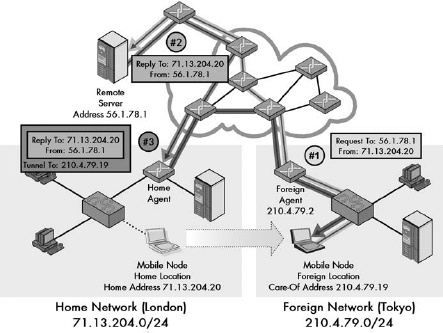 #2
Reply To: 71.13.204.20
From: 56.1.78.1
Remote
Server
Address 56.1.78.1
Reply To: 71.13.204.20
From: 56.1.78.1
Tunnel To: 210.4.79.19
#3
#1
Request To: 56.1.78.1
From: 71.13.204.20
Home
Agent
Foreign
Agent
210.4.79.2
Mobile Node
Home Location
Home Address 71.13.204.20
Mobile Node
Foreign Location
Care-Of Address 210.4.79.19
Home Network (London)
71.13.204.0/24
Foreign Network (Tokyo)
210.4.79.0/24